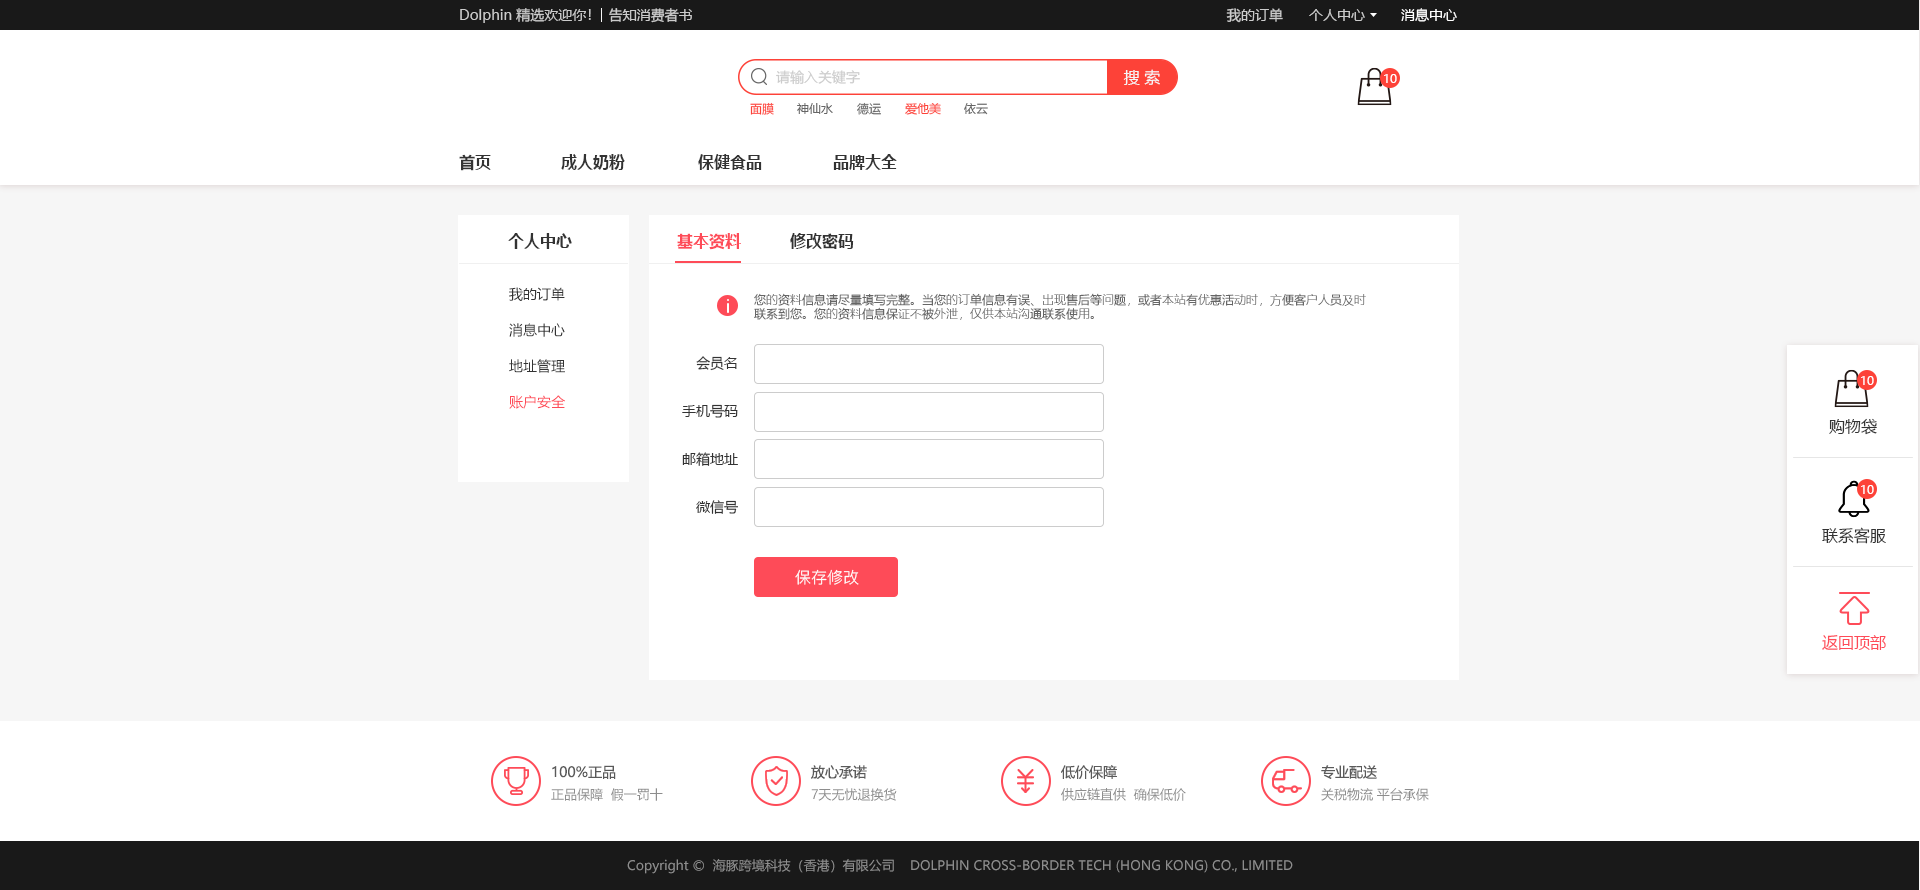 Dolphin 精选欢迎你！| 告知消费者书
我的订单 个人中心 消息中心
请输入关键字 搜 索
10
面膜 神仙水 德运 爱他美 依云
首页 成人奶粉 保健食品 品牌大全
个人中心
我的订单
消息中心
地址管理
账户安全
基本资料 修改密码
您的资料信息请尽量填写完整。当您的订单信息有误、出现售后等问题，或者本站有优惠活动时，方便客户人员及时
联系到您。您的资料信息保证不被外泄，仅供本站沟通联系使用。
会员名
手机号码
邮箱地址
微信号
保存修改
10
购物袋
10
联系客服
返回顶部
100%正品
正品保障 假一罚十
放心承诺
7天无忧退换货
低价保障
供应链直供 确保低价
专业配送
关税物流 平台承保
Copyright © 海豚跨境科技（香港）有限公司 DOLPHIN CROSS-BORDER TECH (HONG KONG) CO., LIMITED